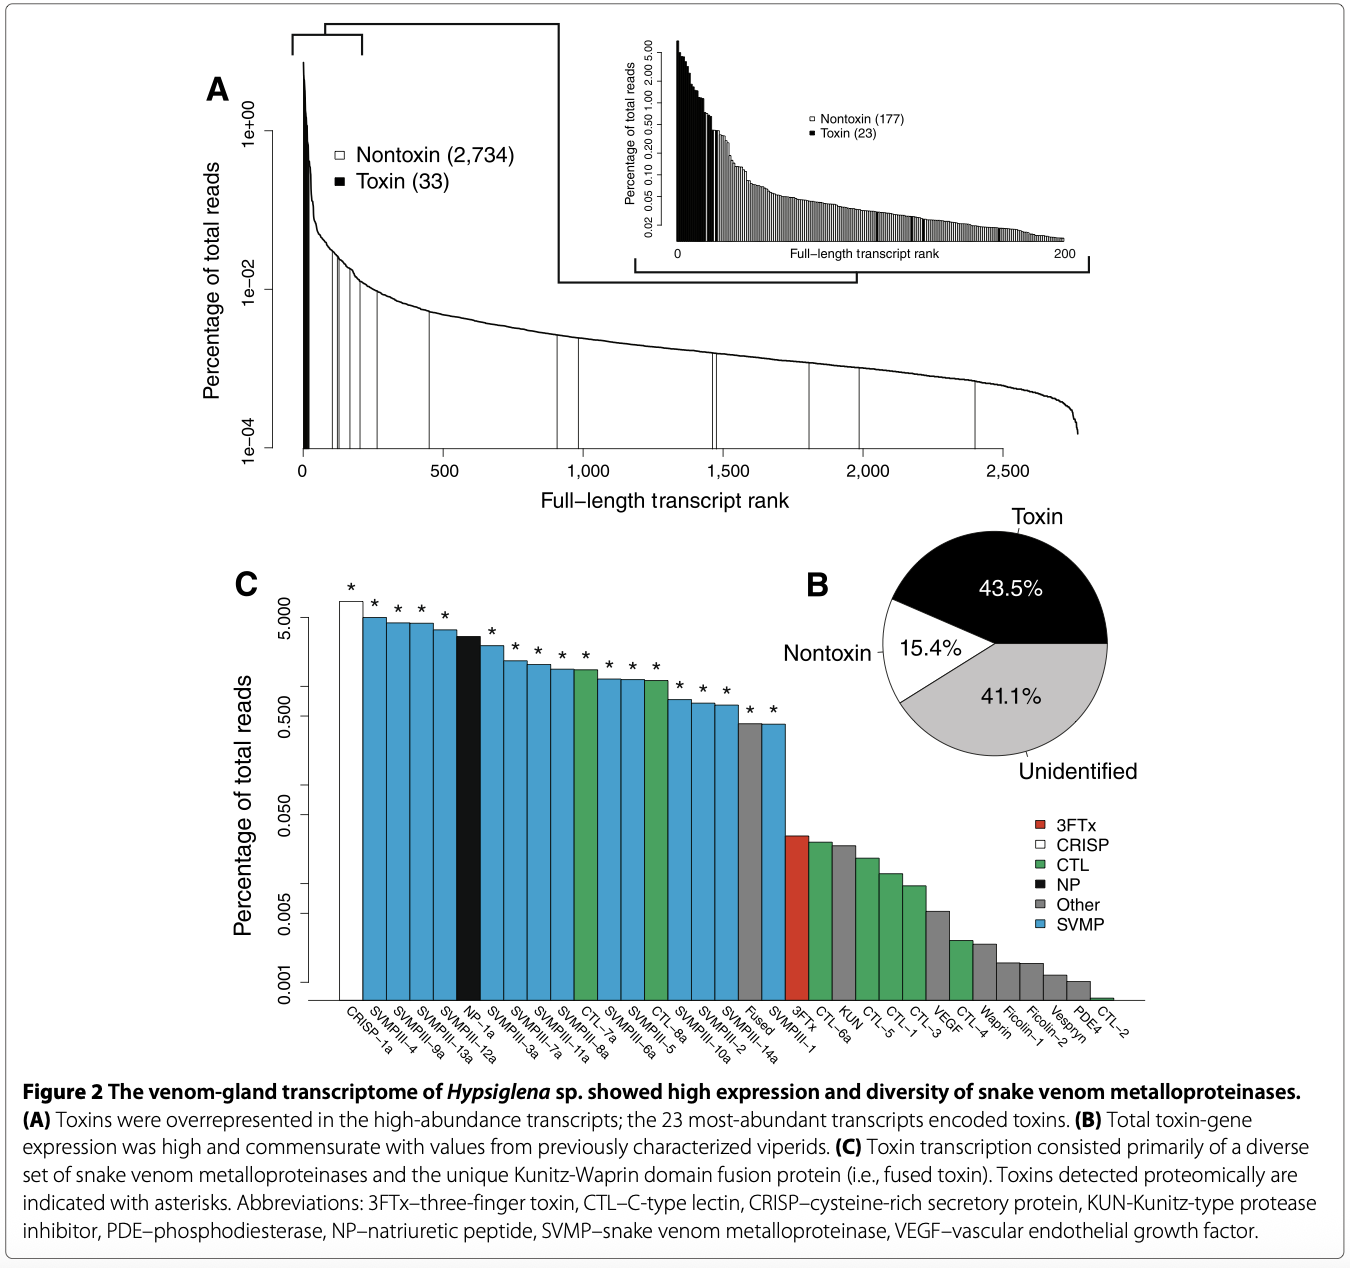 A
Percentage of total reads
1e+00
1e−02
1e−04
Nontoxin (2,734)
Toxin (33)
0
500
1,000
1,500
2,000
2,500
Full−length transcript rank
Percentage of total reads
5.00
2.00
1.00
0.50
0.20
0.10
0.05
0.02
Nontoxin (177)
Toxin (23)
0
Full−length transcript rank
200
B
Toxin
43.5%
Nontoxin
15.4%
41.1%
Unidentified
C
Percentage of total reads
5.000
0.500
0.050
0.005
0.001
* * * * * * * * * * * * * * * * * *
3FTx
CRISP
CTL
NP
Other
SVMP
CRISP−1a
SVMPIII−4
SVMPIII−9a
SVMPIII−13a
SVMPIII−12a
NP−1a
SVMPIII−3a
SVMPIII−7a
SVMPIII−11a
SVMPIII−8a
CTL−7a
SVMPIII−6a
SVMPIII−5
CTL−8a
SVMPIII−10a
SVMPIII−2
SVMPIII−14a
Fused
SVMPIII−1
3FTx
CTL−6a
KUN
CTL−5
CTL−1
CTL−3
VEGF
CTL−4
Waprin
Ficolin−1
Ficolin−2
Vespryn
PDE4
CTL−2
Figure 2 The venom-gland transcriptome of Hypsiglena sp. showed high expression and diversity of snake venom metalloproteinases.
(A) Toxins were overrepresented in the high-abundance transcripts; the 23 most-abundant transcripts encoded toxins. (B) Total toxin-gene
expression was high and commensurate with values from previously characterized viperids. (C) Toxin transcription consisted primarily of a diverse
set of snake venom metalloproteinases and the unique Kunitz-Waprin domain fusion protein (i.e., fused toxin). Toxins detected proteomically are
indicated with asterisks. Abbreviations: 3FTx–three-finger toxin, CTL–C-type lectin, CRISP–cysteine-rich secretory protein, KUN-Kunitz-type protease
inhibitor, PDE–phosphodiesterase, NP–natriuretic peptide, SVMP–snake venom metalloproteinase, VEGF–vascular endothelial growth factor.